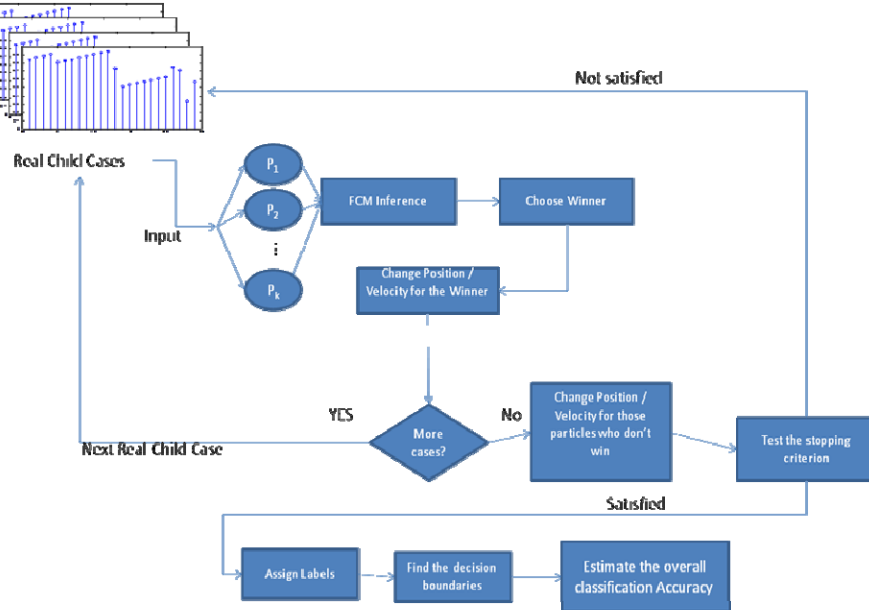 Not satisfied
Real Child Cases
P1
FCM Inference
Choose Winner
P2
Input
⋮
Pk
Change Position /
Velocity for the Winner
YES
No
More
cases?
Change Position /
Velocity for those
particles who don't
win
Test the stopping
criterion
Next Real Child Case
Satisfied
Assign Labels
Find the decision
boundaries
Estimate the overall
classification Accuracy